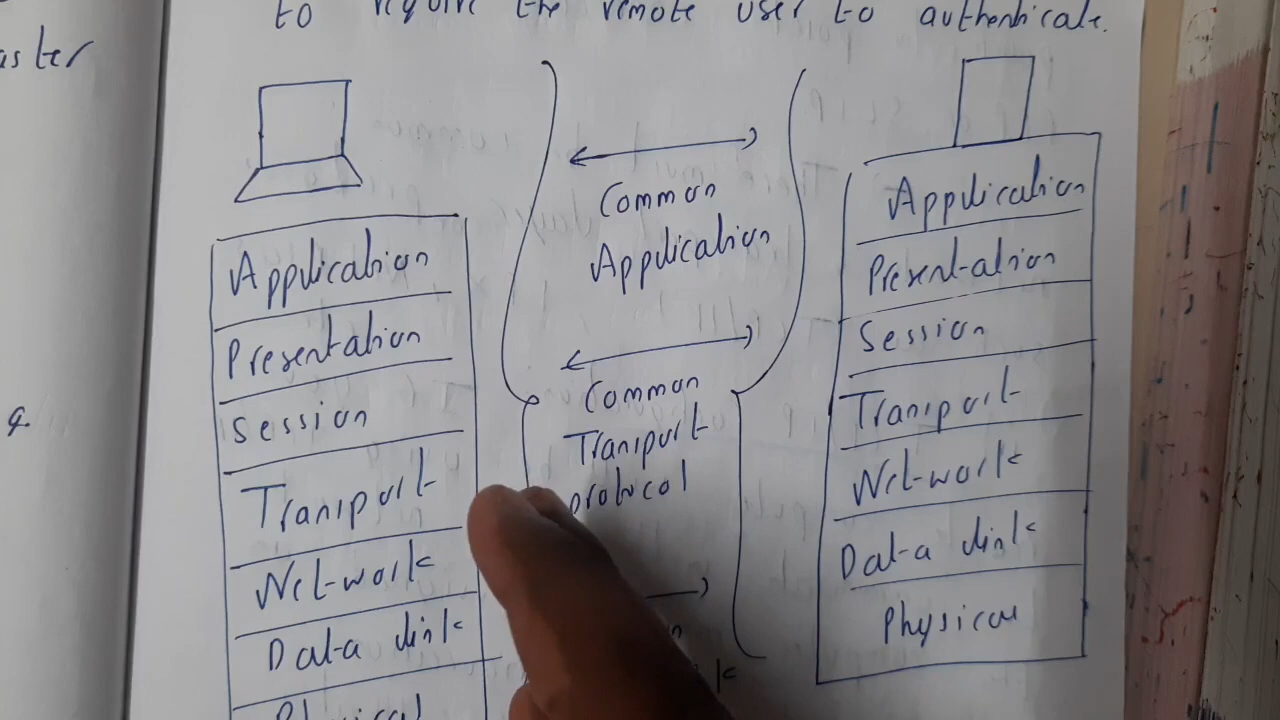 to require the remote user to authenticate.
aster
Application
Presentation
Session
Transport
Network
Data link
Physical
Common
Application
Common
Transport
protocol
Application
Presentation
Session
Transport
Network
Data link
Physical
q